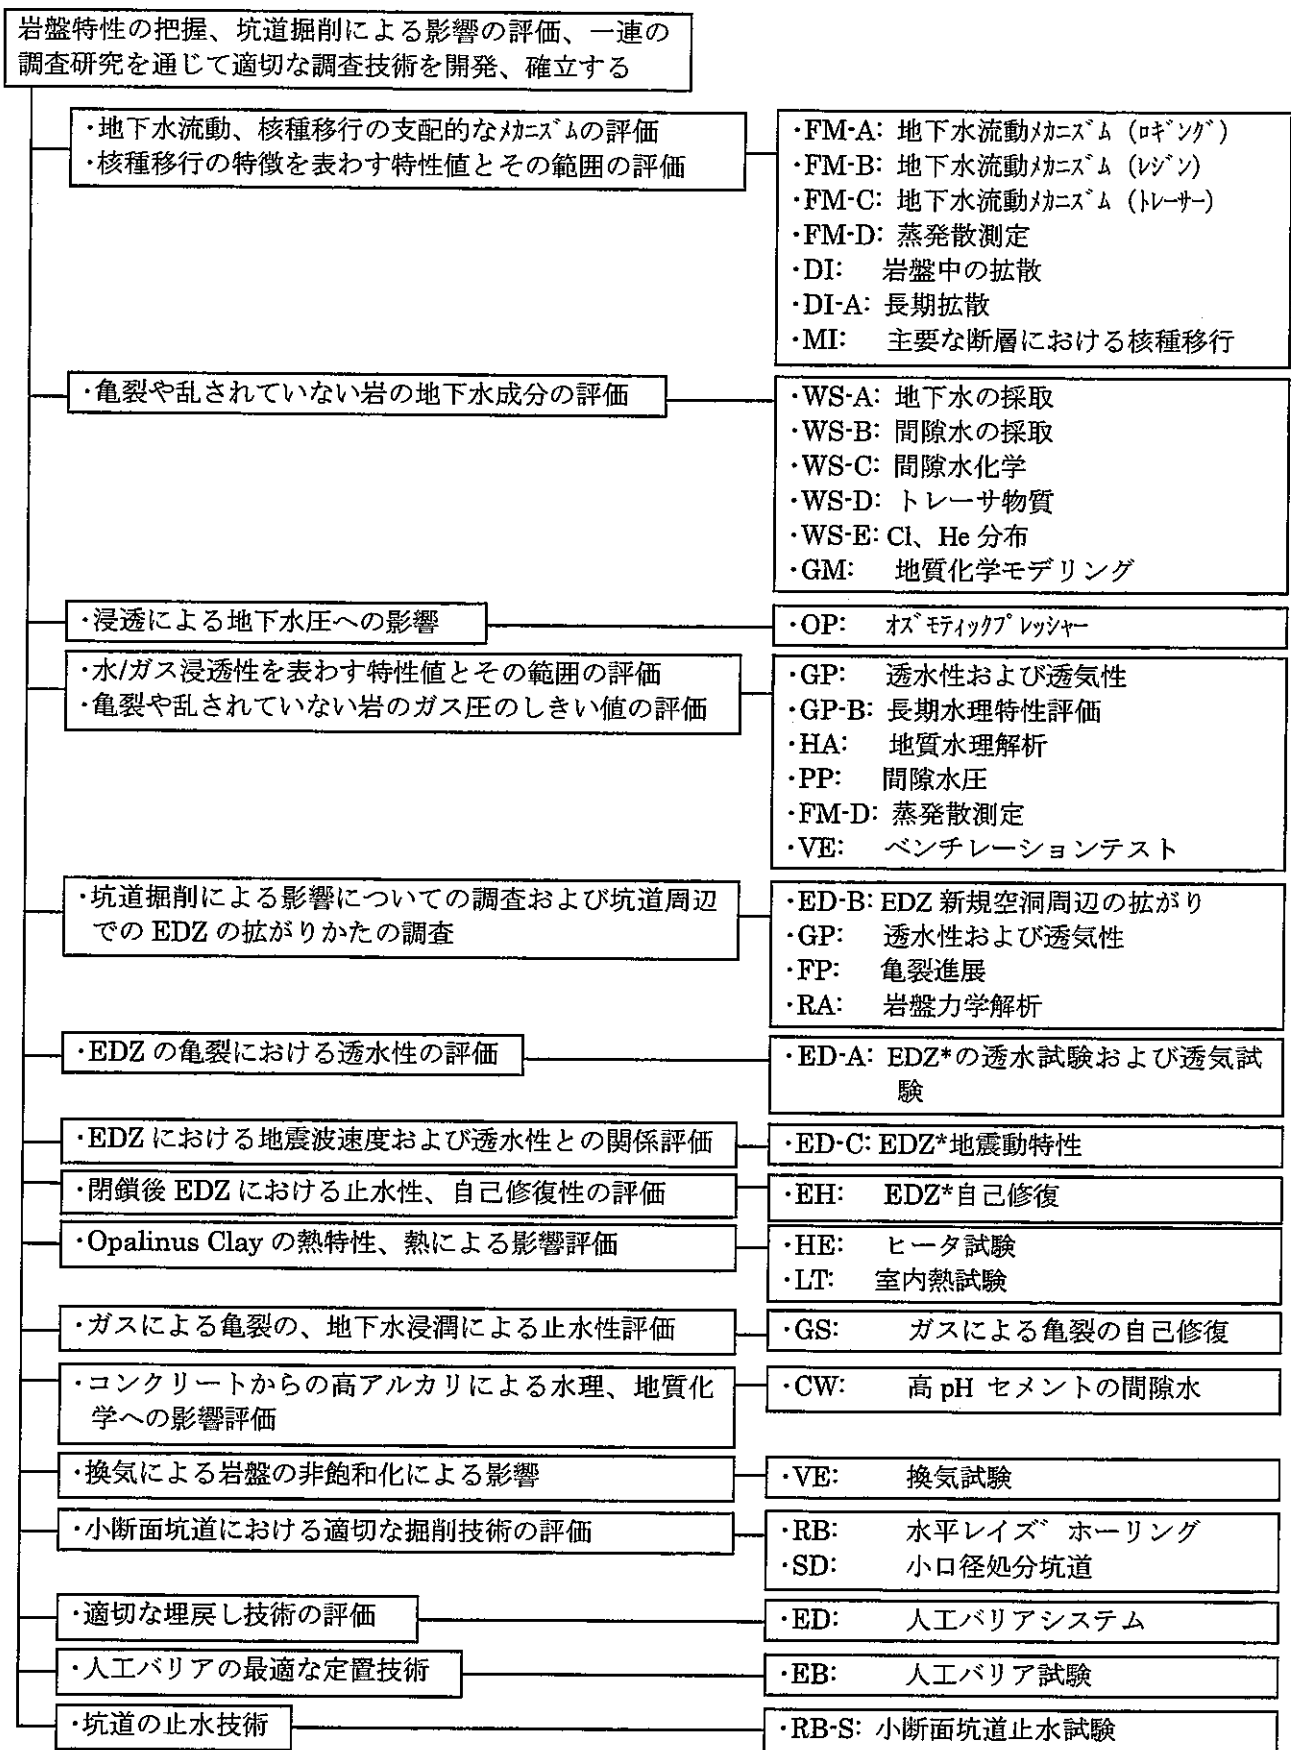 岩盤特性の把握、坑道掘削による影響の評価、一連の
調査研究を通じて適切な調査技術を開発、確立する
・地下水流動、核種移行の支配的なﾒｶﾆｽﾞﾑの評価
・核種移行の特徴を表わす特性値とその範囲の評価
・FM-A: 地下水流動ﾒｶﾆｽﾞﾑ (ﾛｷﾞﾝｸﾞ)
・FM-B: 地下水流動ﾒｶﾆｽﾞﾑ (ﾚｼﾞﾝ)
・FM-C: 地下水流動ﾒｶﾆｽﾞﾑ (ﾄﾚｰｻｰ)
・FM-D: 蒸発散測定
・DI: 岩盤中の拡散
・DI-A: 長期拡散
・MI: 主要な断層における核種移行
・亀裂や乱されていない岩の地下水成分の評価
・WS-A: 地下水の採取
・WS-B: 間隙水の採取
・WS-C: 間隙水化学
・WS-D: トレーサ物質
・WS-E: Cl、He 分布
・GM: 地質化学モデリング
・浸透による地下水圧への影響
・OP: ｵｽﾞﾓﾃｨｯｸﾌﾟﾚｯｼｬｰ
・水/ガス浸透性を表わす特性値とその範囲の評価
・亀裂や乱されていない岩のガス圧のしきい値の評価
・GP: 透水性および透気性
・GP-B: 長期水理特性評価
・HA: 地質水理解析
・PP: 間隙水圧
・FM-D: 蒸発散測定
・VE: ベンチレーションテスト
・坑道掘削による影響についての調査および坑道周辺
での EDZ の拡がりかたの調査
・ED-B: EDZ 新規空洞周辺の拡がり
・GP: 透水性および透気性
・FP: 亀裂進展
・RA: 岩盤力学解析
・EDZ の亀裂における透水性の評価
・ED-A: EDZ*の透水試験および透気試
験
・EDZ における地震波速度および透水性との関係評価
・ED-C: EDZ*地震動特性
・閉鎖後 EDZ における止水性、自己修復性の評価
・EH: EDZ*自己修復
・Opalinus Clay の熱特性、熱による影響評価
・HE: ヒータ試験
・LT: 室内熱試験
・ガスによる亀裂の、地下水浸潤による止水性評価
・GS: ガスによる亀裂の自己修復
・コンクリートからの高アルカリによる水理、地質化
学への影響評価
・CW: 高 pH セメントの間隙水
・換気による岩盤の非飽和化による影響
・VE: 換気試験
・小断面坑道における適切な掘削技術の評価
・RB: 水平レイズﾞ ホーリング
・SD: 小口径処分坑道
・適切な埋戻し技術の評価
・ED: 人工バリアシステム
・人工バリアの最適な定置技術
・EB: 人工バリア試験
・坑道の止水技術
・RB-S: 小断面坑道止水試験